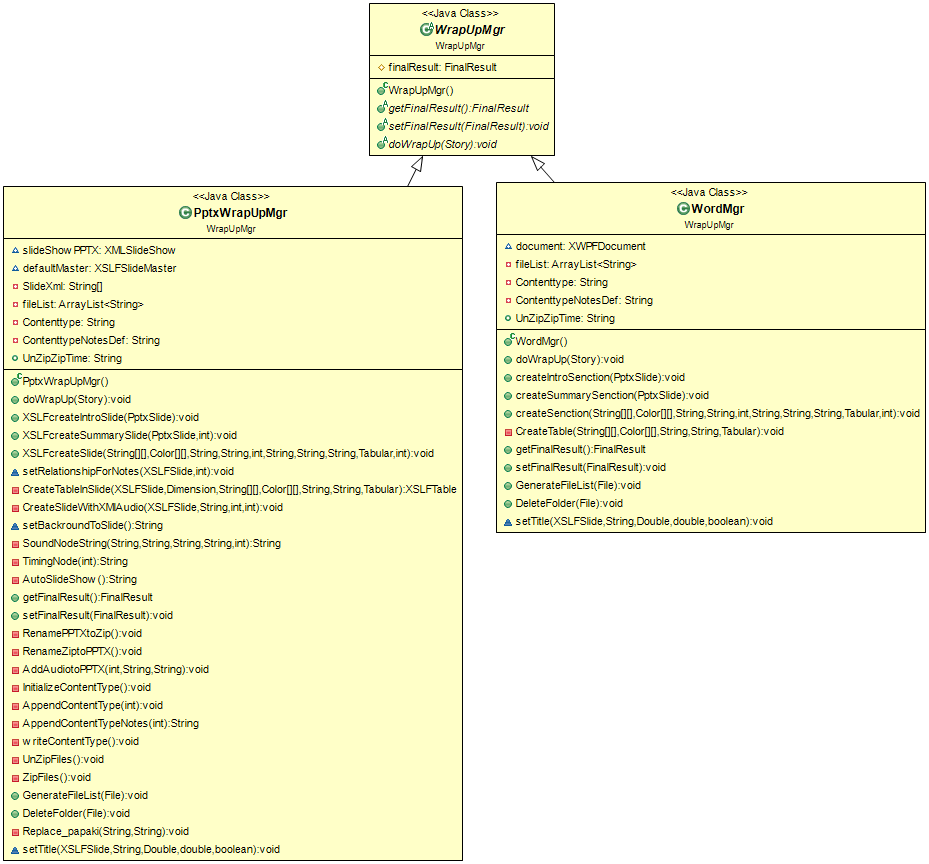 <<Java Class>>
WrapUpMgr
WrapUpMgr
finalResult: FinalResult
WrapUpMgr()
getFinalResult():FinalResult
setFinalResult(FinalResult):void
doWrapUp(Story):void
<<Java Class>>
PptxWrapUpMgr
WrapUpMgr
slideShowPPTX: XMLSlideShow
defaultMaster: XSLFSlideMaster
SlideXml: String[]
fileList: ArrayList<String>
Contenttype: String
ContenttypeNotesDef: String
UnZipZipTime: String
PptxWrapUpMgr()
doWrapUp(Story):void
XSLFcreateIntroSlide(PptxSlide):void
XSLFcreateSummarySlide(PptxSlide,int):void
XSLFcreateSlide(String[][],Color[][],String,String,int,String,String,String,Tabular,int):void
setRelationshipForNotes(XSLFSlide,int):void
CreateTableInSlide(XSLFSlide,Dimension,String[][],Color[][],String,String,Tabular):XSLFTable
CreateSlideWithXMlAudio(XSLFSlide,String,int,int):void
setBackroundToSlide():String
SoundNodeString(String,String,String,String,int):String
TimingNode(int):String
AutoSlideShow():String
getFinalResult():FinalResult
setFinalResult(FinalResult):void
RenamePPTXtoZip():void
RenameZiptoPPTX():void
AddAudiotoPPTX(int,String,String):void
InitializeContentType():void
AppendContentType(int):void
AppendContentTypeNotes(int):String
writeContentType():void
UnZipFiles():void
ZipFiles():void
GenerateFileList(File):void
DeleteFolder(File):void
Replace_papaki(String,String):void
setTitle(XSLFSlide,String,Double,double,boolean):void
<<Java Class>>
WordMgr
WrapUpMgr
document: XWPFDocument
fileList: ArrayList<String>
Contenttype: String
ContenttypeNotesDef: String
UnZipZipTime: String
WordMgr()
doWrapUp(Story):void
createIntroSenction(PptxSlide):void
createSummarySenction(PptxSlide):void
createSenction(String[][],Color[][],String,String,int,String,String,String,Tabular,int):void
CreateTable(String[][],Color[][],String,String,Tabular):void
getFinalResult():FinalResult
setFinalResult(FinalResult):void
GenerateFileList(File):void
DeleteFolder(File):void
setTitle(XSLFSlide,String,Double,double,boolean):void